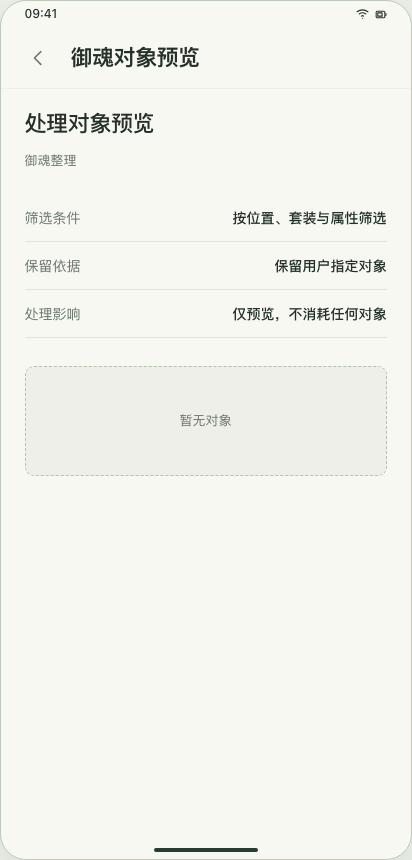 09:41
御魂对象预览
处理对象预览
御魂整理
筛选条件 按位置、套装与属性筛选
保留依据 保留用户指定对象
处理影响 仅预览，不消耗任何对象
暂无对象